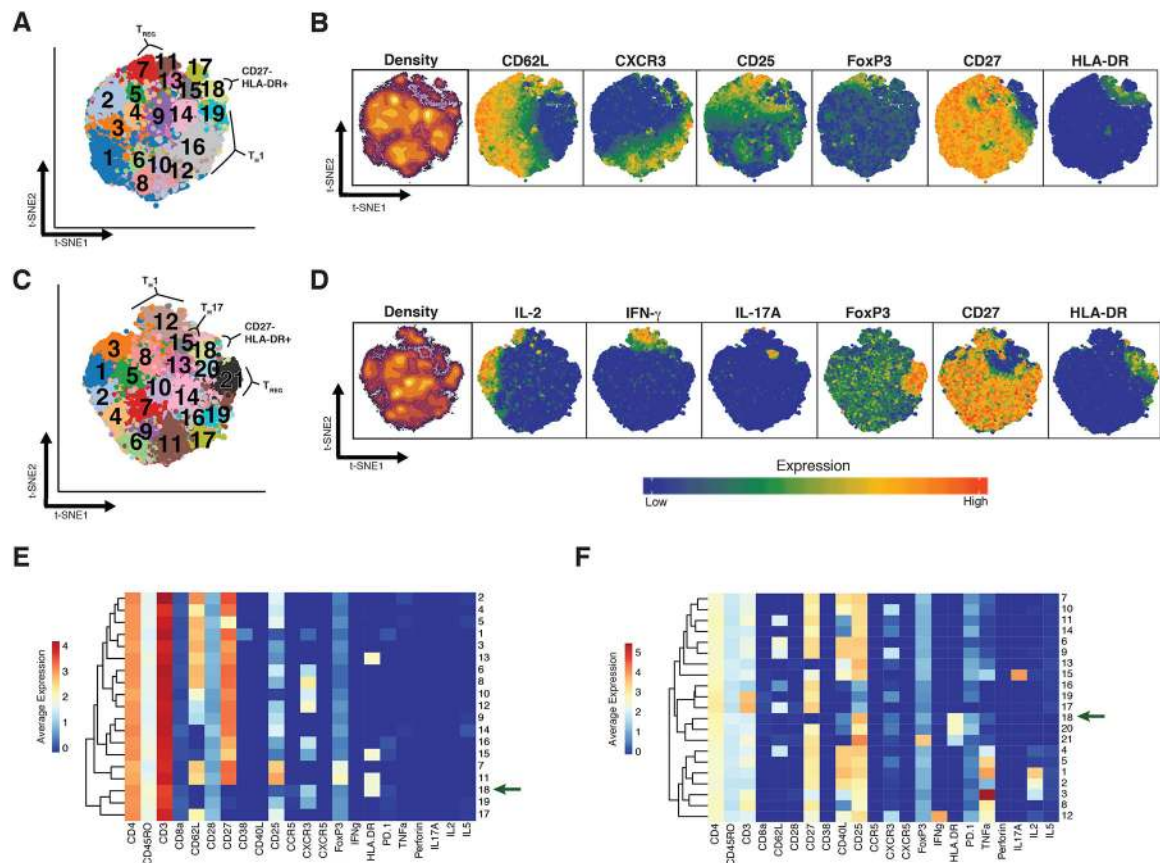 A
T_REG
7 11 17
13
2 5 15 18
CD27-
HLA-DR+
4 9 14 19
3
1 6 10 16
8 12
T_H1
t-SNE2
t-SNE1
B
Density CD62L CXCR3 CD25 FoxP3 CD27 HLA-DR
t-SNE2
t-SNE1
C
T_H1
T_H17
12
CD27-
HLA-DR+
3 8 15 18
1 5 13 20 21
T_REG
2 10 14
4 7 16 19
6 9 11 17
t-SNE2
t-SNE1
D
Density IL-2 IFN-γ IL-17A FoxP3 CD27 HLA-DR
t-SNE2
t-SNE1
Expression
Low High
E
Average Expression
4
3
2
1
0
2
4
5
1
3
13
6
8
10
12
9
14
16
15
7
11
18
19
17
CD4 CD45RO CD3 CD8a CD62L CD28 CD27 CD38 CD40L CD25 CCR5 CXCR3 CXCR5 FoxP3 IFNg HLA.DR PD.1 TNFa Perforin IL17A IL2 IL5
F
Average Expression
5
4
3
2
1
0
7
10
11
14
6
9
13
15
16
19
17
18
20
21
4
5
1
2
3
8
12
CD4 CD45RO CD3 CD8a CD62L CD28 CD27 CD38 CD40L CD25 CCR5 CXCR3 CXCR5 FoxP3 IFNg HLA.DR PD.1 TNFa Perforin IL17A IL2 IL5